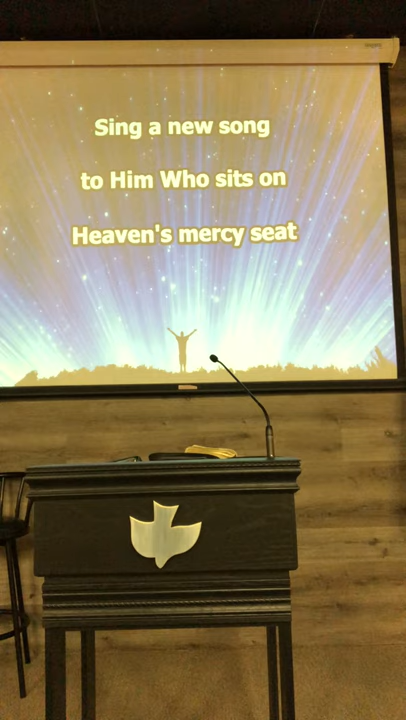 Sing a new song
to Him Who sits on
Heaven's mercy seat